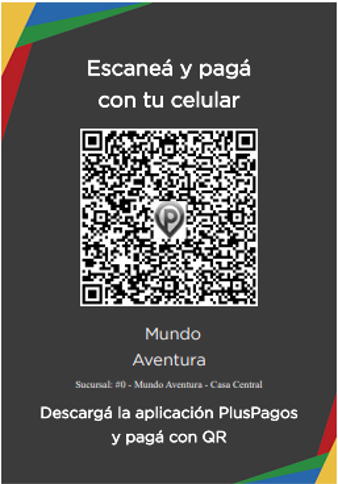 Escaneá y pagá
con tu celular
P
Mundo
Aventura
Sucursal: #0 - Mundo Aventura - Casa Central
Descargá la aplicación PlusPagos
y pagá con QR